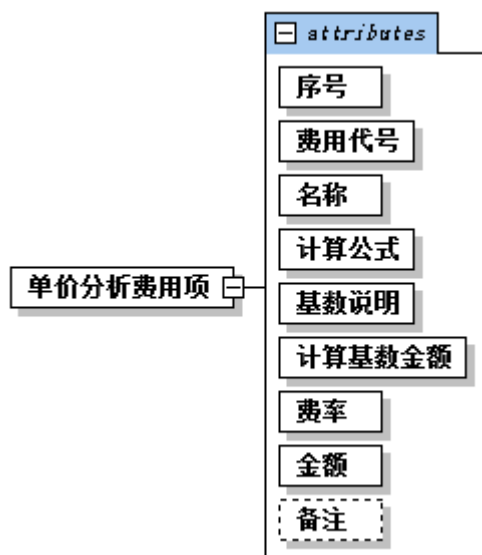 attributes
序号
费用代号
名称
计算公式
单价分析费用项
基数说明
计算基数金额
费率
金额
备注